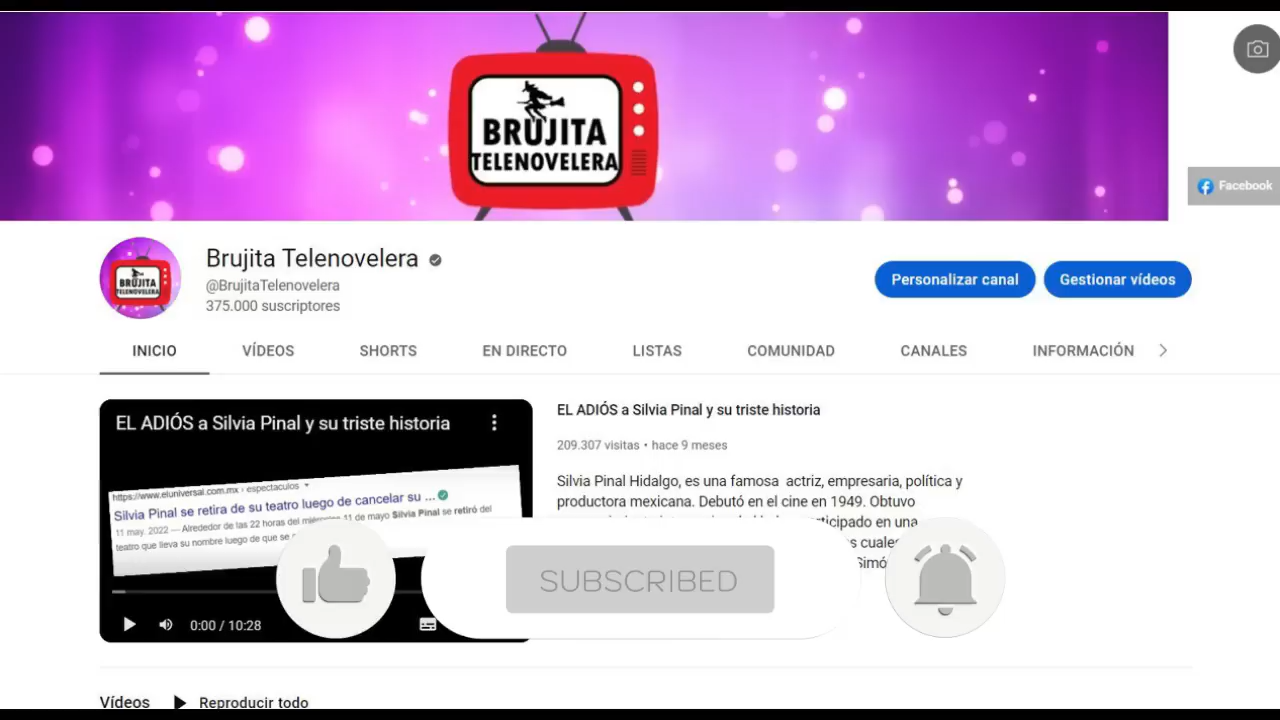 BRUJITA
TELENOVELERA
Facebook
BRUJITA
TELENOVELERA
Brujita Telenovelera
@BrujitaTelenovelera
375.000 suscriptores
Personalizar canal
Gestionar vídeos
INICIO
VÍDEOS
SHORTS
EN DIRECTO
LISTAS
COMUNIDAD
CANALES
INFORMACIÓN
EL ADIÓS a Silvia Pinal y su triste historia
https://www.eluniversal.com.mx › espectaculos
Silvia Pinal se retira de su teatro luego de cancelar su ...
11 may. 2022 — Alrededor de las 22 horas del miércoles 11 de mayo Silvia Pinal se retiró del
teatro que lleva su nombre luego de que se
0:00 / 10:28
EL ADIÓS a Silvia Pinal y su triste historia
209.307 visitas • hace 9 meses
Silvia Pinal Hidalgo, es una famosa actriz, empresaria, política y
productora mexicana. Debutó en el cine en 1949. Obtuvo
participado en una
cuales
Simó
SUBSCRIBED
Vídeos
Reproducir todo